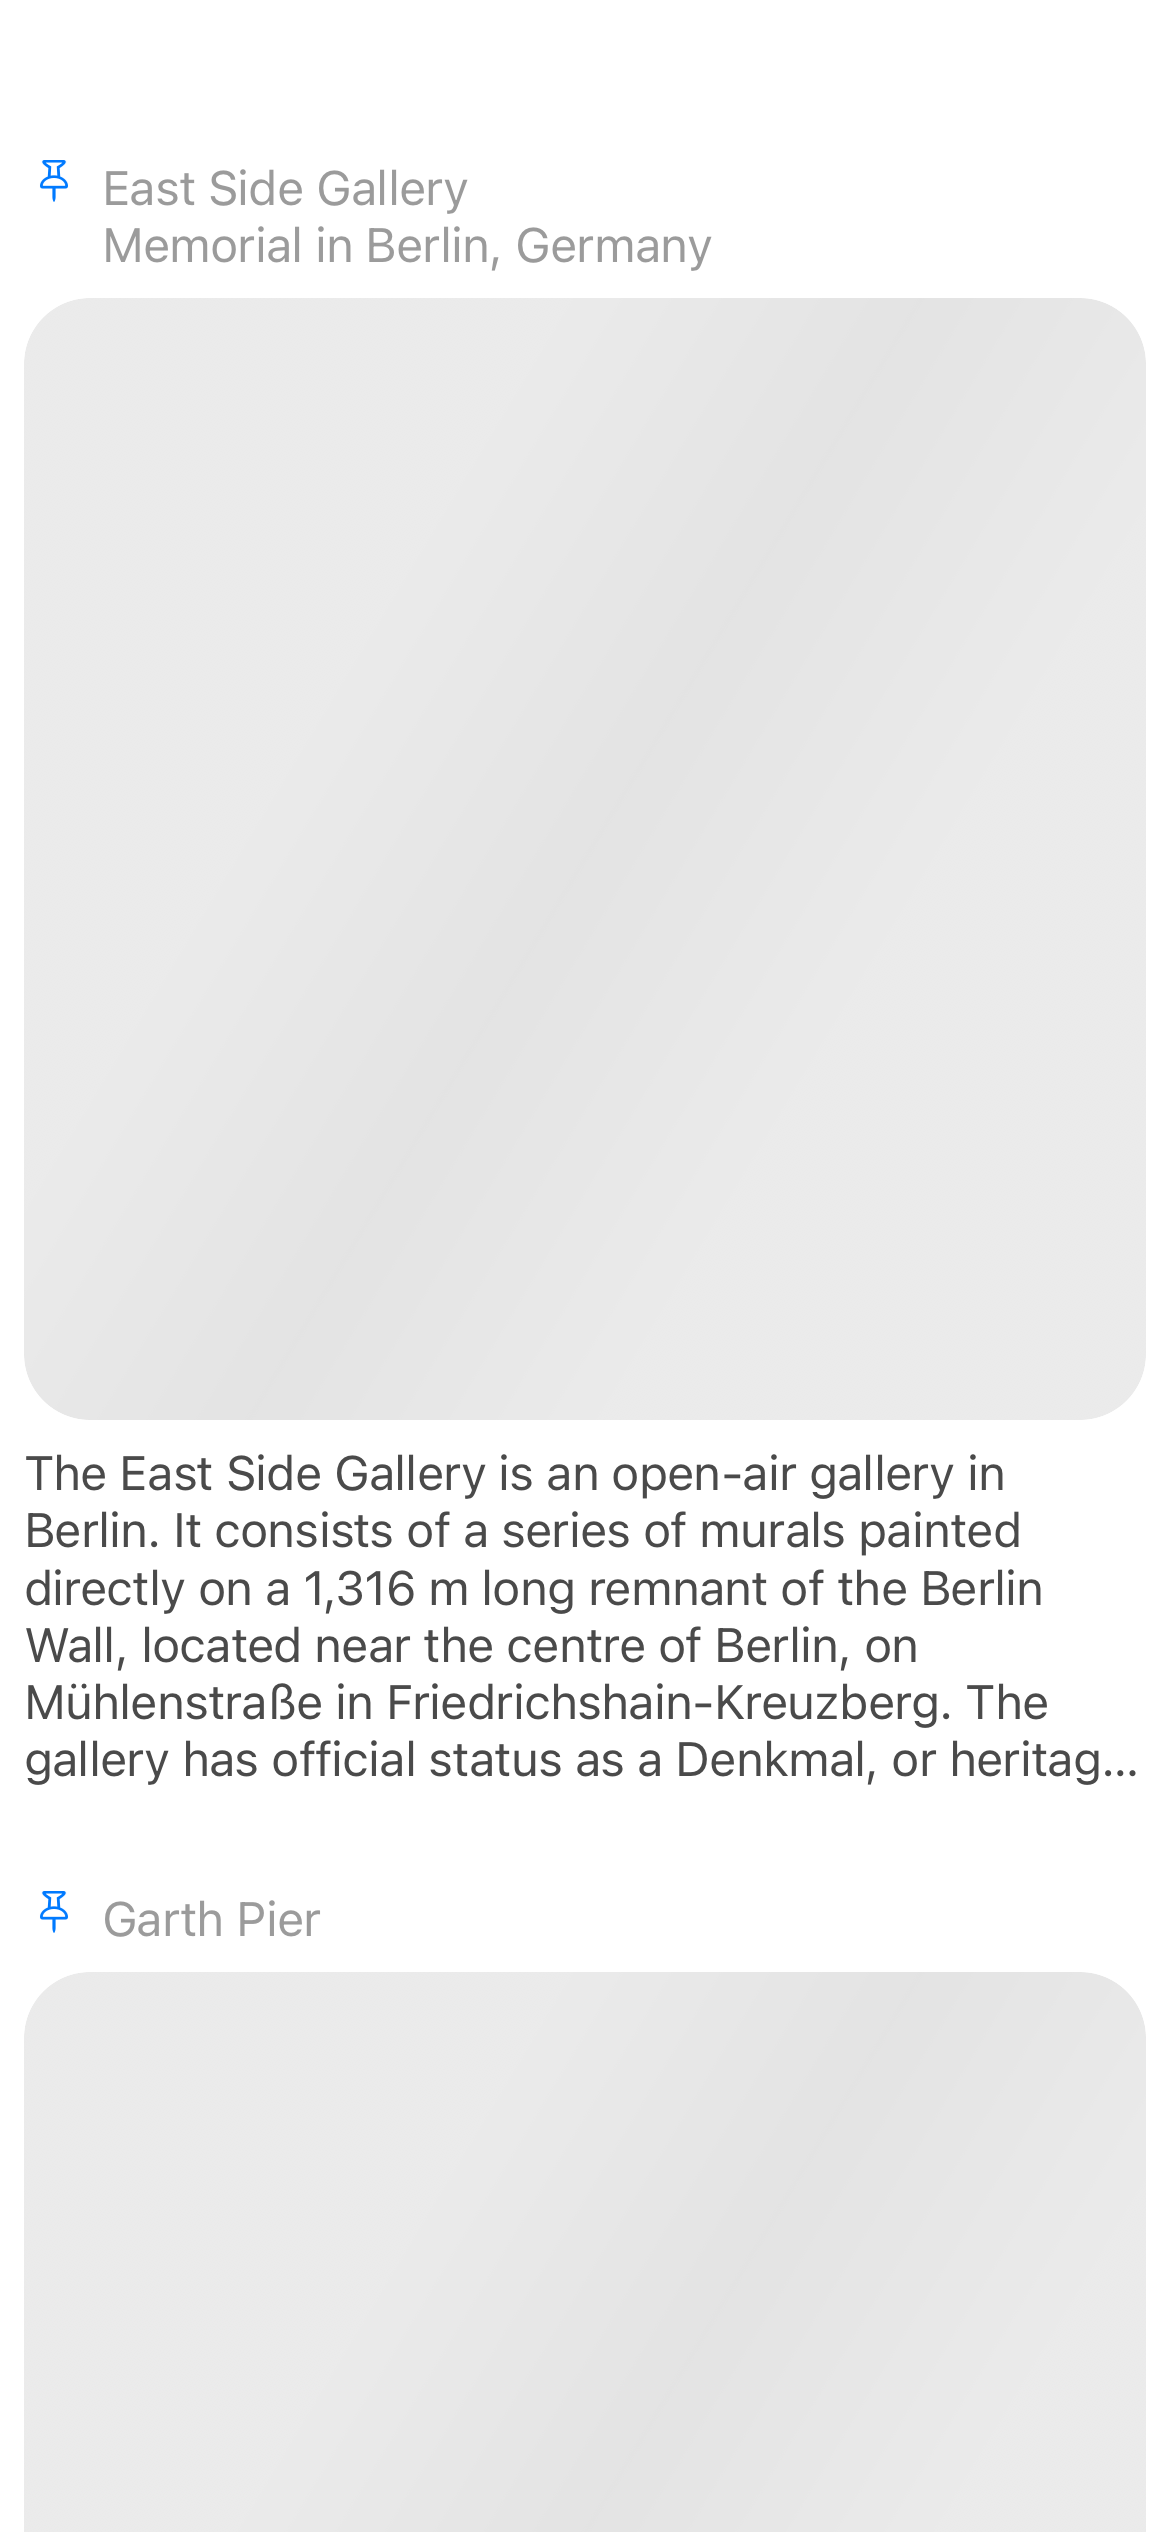 East Side Gallery
Memorial in Berlin, Germany
The East Side Gallery is an open-air gallery in
Berlin. It consists of a series of murals painted
directly on a 1,316 m long remnant of the Berlin
Wall, located near the centre of Berlin, on
Mühlenstraße in Friedrichshain-Kreuzberg. The
gallery has official status as a Denkmal, or heritag...
Garth Pier